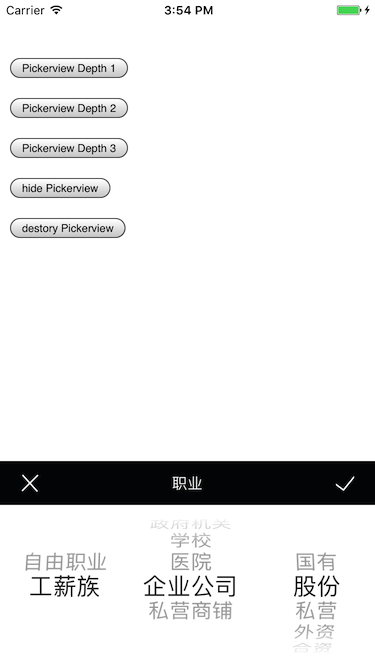 Carrier 3:54 PM
Pickerview Depth 1
Pickerview Depth 2
Pickerview Depth 3
hide Pickerview
destory Pickerview
职业
政府机关
学校
自由职业 医院 国有
工薪族 企业公司 股份
私营商铺 私营
外资
合资